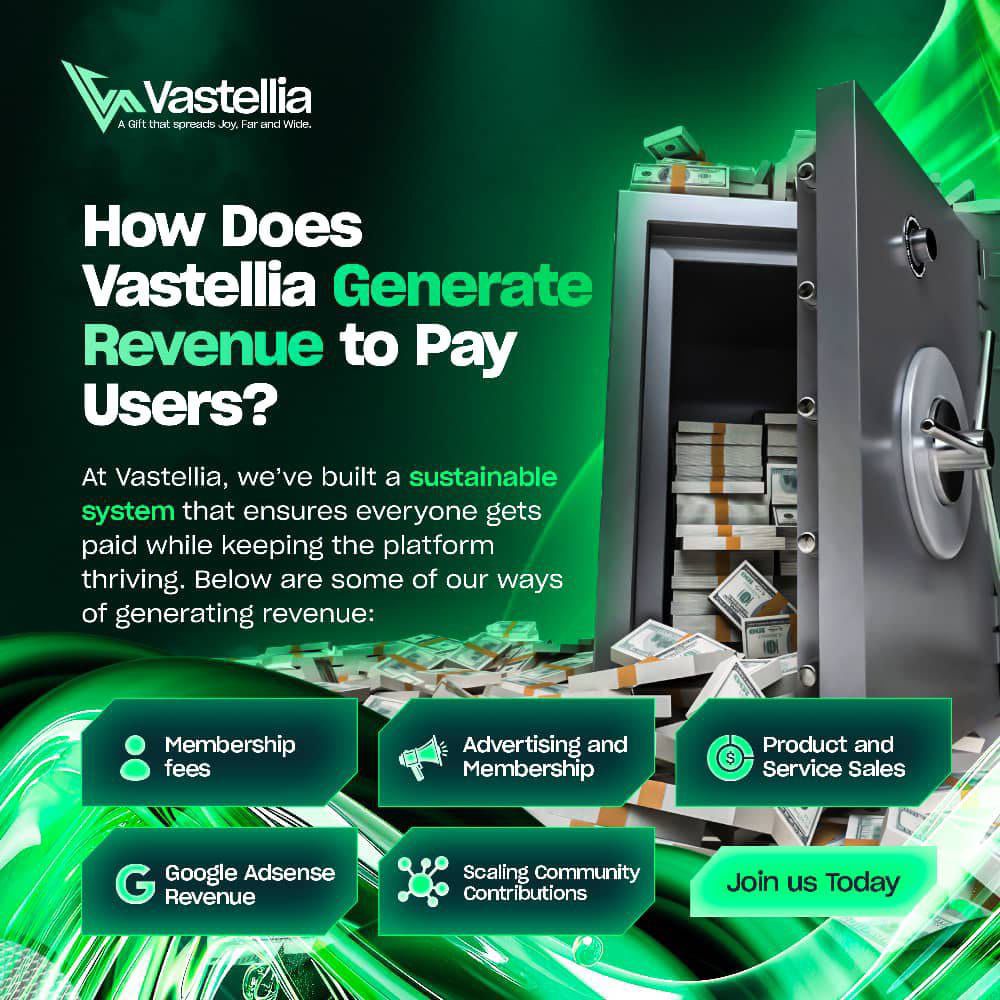 Vastellia
A Gift that spreads Joy, Far and Wide.
How Does
Vastellia Generate
Revenue to Pay
Users?
At Vastellia, we’ve built a sustainable
system that ensures everyone gets
paid while keeping the platform
thriving. Below are some of our ways
of generating revenue:
Membership
fees
Advertising and
Membership
Product and
Service Sales
Google Adsense
Revenue
Scaling Community
Contributions
Join us Today